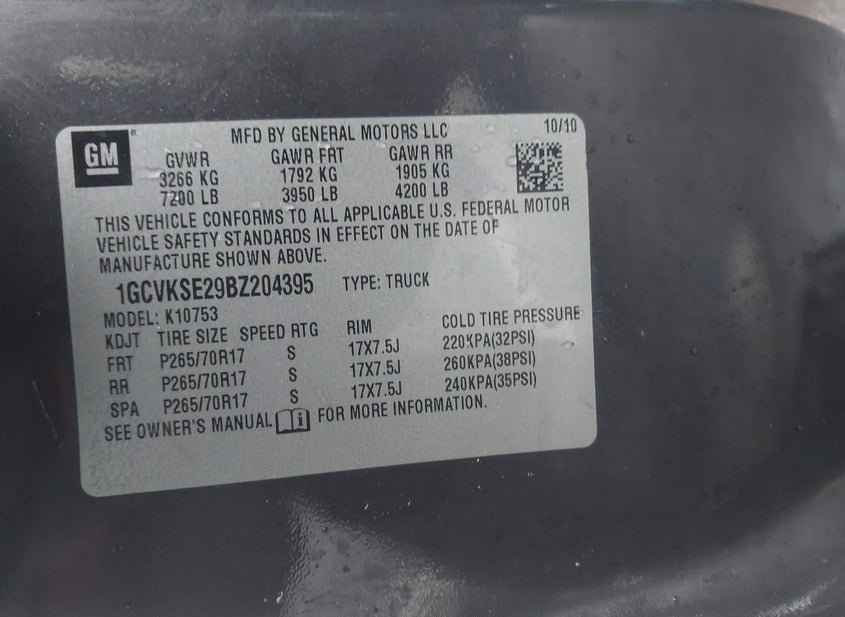 GM
MFD BY GENERAL MOTORS LLC 10/10
GVWR GAWR FRT GAWR RR
3266 KG 1792 KG 1905 KG
7200 LB 3950 LB 4200 LB
THIS VEHICLE CONFORMS TO ALL APPLICABLE U.S. FEDERAL MOTOR
VEHICLE SAFETY STANDARDS IN EFFECT ON THE DATE OF
MANUFACTURE SHOWN ABOVE.
1GCVKSE29BZ204395 TYPE: TRUCK
MODEL: K10753
KDJT TIRE SIZE SPEED RTG RIM COLD TIRE PRESSURE
FRT P265/70R17 S 17X7.5J 220KPA(32PSI)
RR P265/70R17 S 17X7.5J 260KPA(38PSI)
SPA P265/70R17 S 17X7.5J 240KPA(35PSI)
SEE OWNER'S MANUAL FOR MORE INFORMATION.